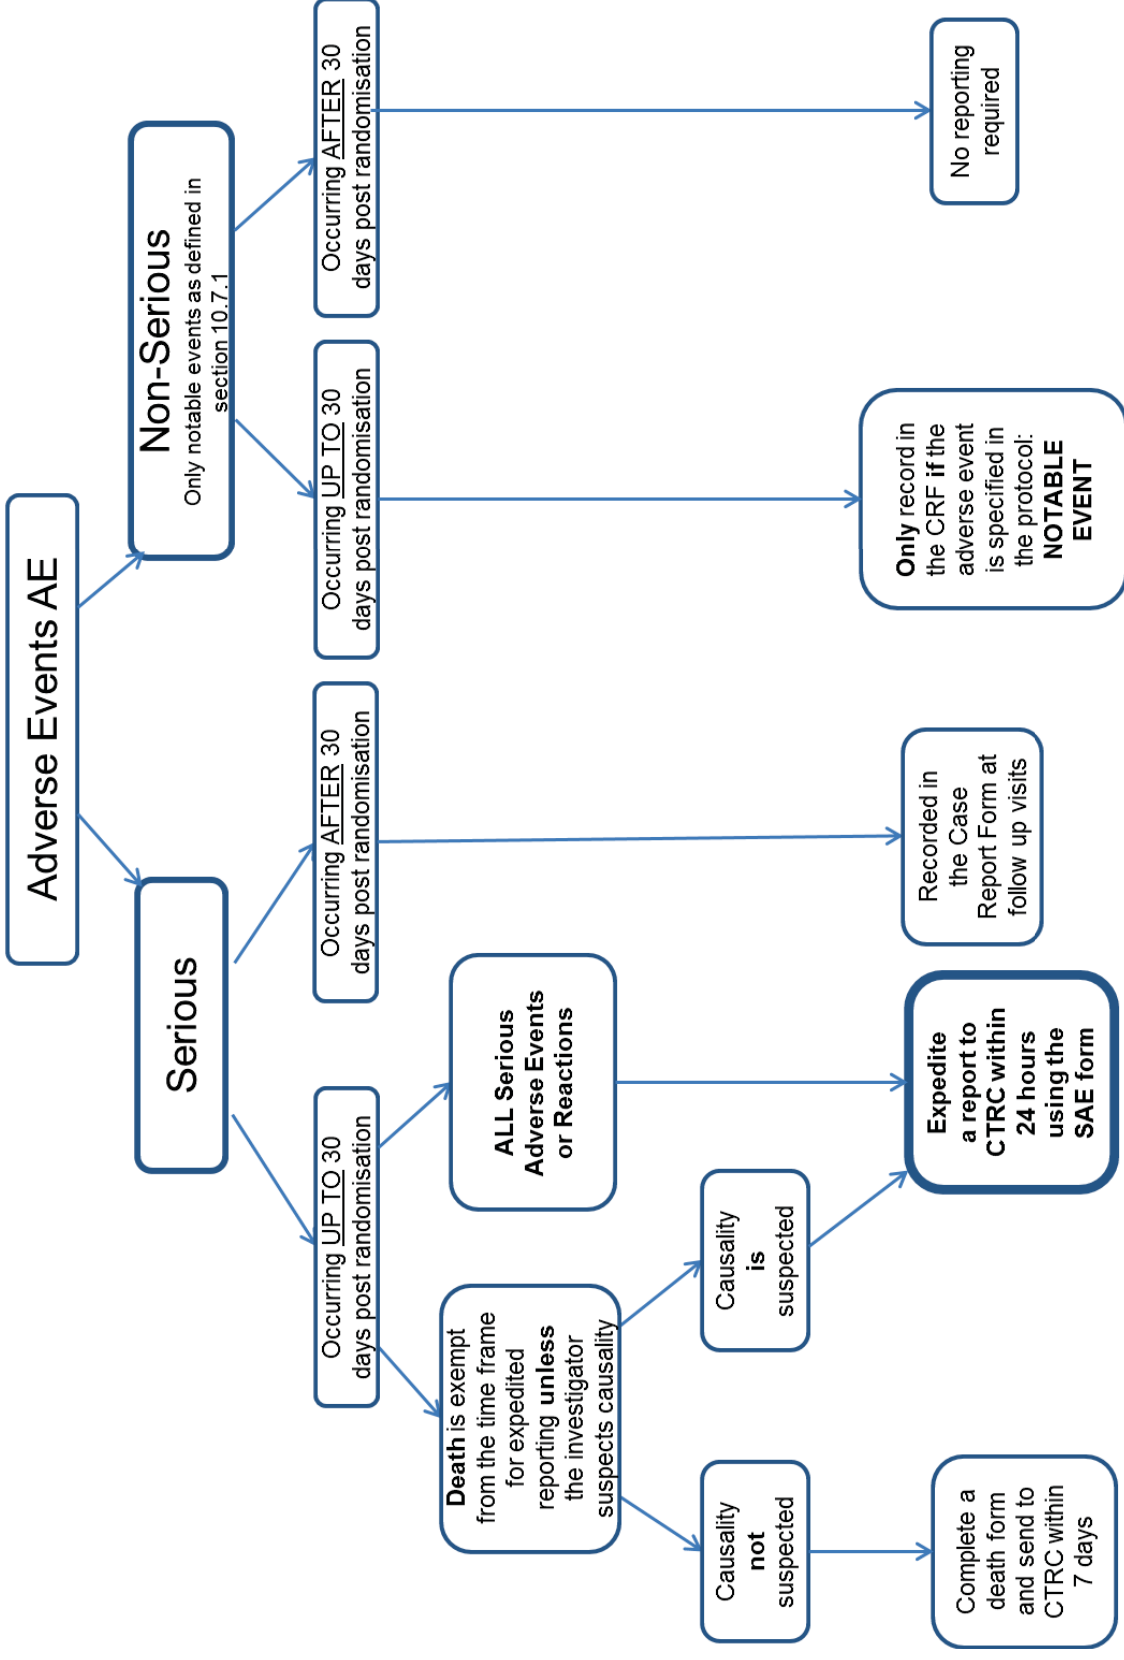 Adverse Events AE
Serious
Non-Serious
Only notable events as defined in
section 10.7.1
Occurring UP TO 30
days post randomisation
Occurring AFTER 30
days post randomisation
Occurring UP TO 30
days post randomisation
Occurring AFTER 30
days post randomisation
Death is exempt
from the time frame
for expedited
reporting unless
the investigator
suspects causality
ALL Serious
Adverse Events
or Reactions
Causality
not
suspected
Causality
is
suspected
Complete a
death form
and send to
CTRC within
7 days
Expedite
a report to
CTRC within
24 hours
using the
SAE form
Recorded in
the Case
Report Form at
follow up visits
Only record in
the CRF if the
adverse event
is specified in
the protocol:
NOTABLE
EVENT
No reporting
required